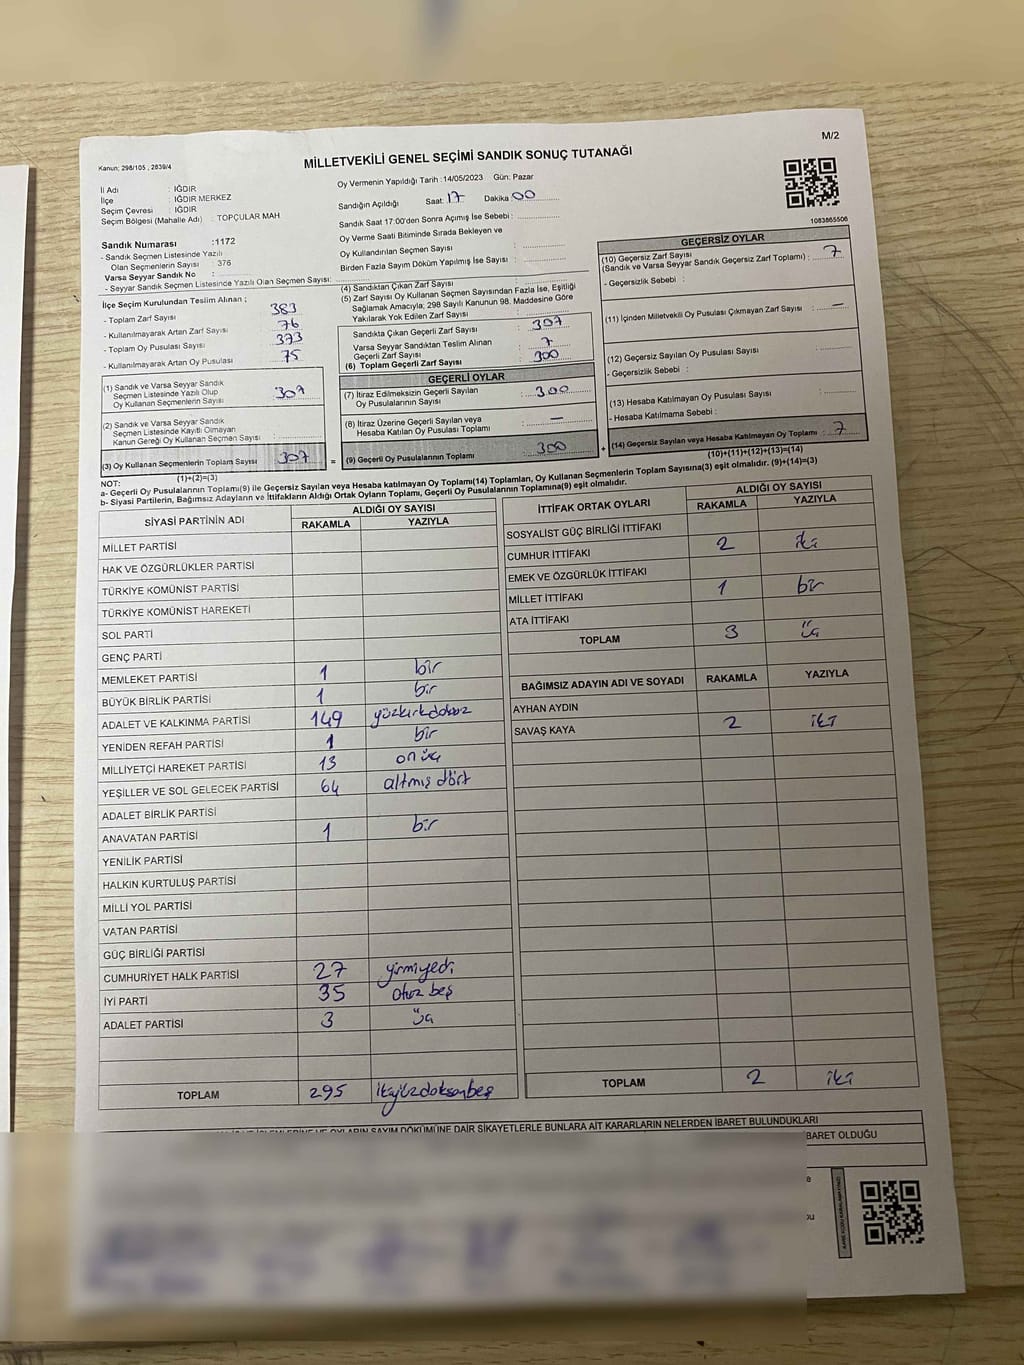 M/2
Kanun: 298/105 , 2839/4
MİLLETVEKİLİ GENEL SEÇİMİ SANDIK SONUÇ TUTANAĞI
İl Adı : IĞDIR
İlçe : IĞDIR MERKEZ
Seçim Çevresi : IĞDIR
Seçim Bölgesi (Mahalle Adı) : TOPÇULAR MAH
Sandık Numarası :1172
- Sandık Seçmen Listesinde Yazılı
Olan Seçmenlerin Sayısı : 376
Varsa Seyyar Sandık No :
- Seyyar Sandık Seçmen Listesinde Yazılı Olan Seçmen Sayısı:
Oy Vermenin Yapıldığı Tarih :14/05/2023 Gün: Pazar
Sandığın Açıldığı Saat: 17 Dakika 00
Sandık Saat 17:00'den Sonra Açımış İse Sebebi :
Oy Verme Saati Bitiminde Sırada Bekleyen ve
Oy Kullandırılan Seçmen Sayısı :
Birden Fazla Sayım Döküm Yapılmış İse Sayısı :
1083865506
İlçe Seçim Kurulundan Teslim Alınan ;
- Toplam Zarf Sayısı : 383
- Kullanılmayarak Artan Zarf Sayısı : 76
- Toplam Oy Pusulası Sayısı : 373
- Kullanılmayarak Artan Oy Pusulası : 75
(1) Sandık ve Varsa Seyyar Sandık
Seçmen Listesinde Yazılı Olup
Oy Kullanan Seçmenlerin Sayısı : 307
(2) Sandık ve Varsa Seyyar Sandık
Seçmen Listesinde Kayıtlı Olmayan
Kanun Gereği Oy Kullanan Seçmen Sayısı :
(3) Oy Kullanan Seçmenlerin Toplam Sayısı 307
(1)+(2)=(3)
(4) Sandıktan Çıkan Zarf Sayısı :
(5) Zarf Sayısı Oy Kullanan Seçmen Sayısından Fazla İse, Eşitliği
Sağlamak Amacıyla; 298 Sayılı Kanunun 98. Maddesine Göre
Yakılarak Yok Edilen Zarf Sayısı :
Sandıkta Çıkan Geçerli Zarf Sayısı : 307
Varsa Seyyar Sandıktan Teslim Alınan
Geçerli Zarf Sayısı : 7
(6) Toplam Geçerli Zarf Sayısı : 300
GEÇERLİ OYLAR
(7) İtiraz Edilmeksizin Geçerli Sayılan
Oy Pusulalarının Sayısı : 300
(8) İtiraz Üzerine Geçerli Sayılan veya
Hesaba Katılan Oy Pusulası Toplamı : —
= (9) Geçerli Oy Pusulalarının Toplamı : 300
GEÇERSİZ OYLAR
(10) Geçersiz Zarf Sayısı
(Sandık ve Varsa Seyyar Sandık Geçersiz Zarf Toplamı) : 7
- Geçersizlik Sebebi :
(11) İçinden Milletvekili Oy Pusulası Çıkmayan Zarf Sayısı : —
(12) Geçersiz Sayılan Oy Pusulası Sayısı :
- Geçersizlik Sebebi :
(13) Hesaba Katılmayan Oy Pusulası Sayısı :
- Hesaba Katılmama Sebebi :
+ (14) Geçersiz Sayılan veya Hesaba Katılmayan Oy Toplamı : 7
(10)+(11)+(12)+(13)=(14)
NOT:
a- Geçerli Oy Pusulalarının Toplamı(9) ile Geçersiz Sayılan veya Hesaba katılmayan Oy Toplamı(14) Toplamları, Oy Kullanan Seçmenlerin Toplam Sayısına(3) eşit olmalıdır. (9)+(14)=(3)
b- Siyasi Partilerin, Bağımsız Adayların ve İttifakların Aldığı Ortak Oyların Toplamı, Geçerli Oy Pusulalarının Toplamına(9) eşit olmalıdır.
SİYASİ PARTİNİN ADI ALDIĞI OY SAYISI
RAKAMLA YAZIYLA
MİLLET PARTİSİ
HAK VE ÖZGÜRLÜKLER PARTİSİ
TÜRKİYE KOMÜNİST PARTİSİ
TÜRKİYE KOMÜNİST HAREKETİ
SOL PARTİ
GENÇ PARTİ
MEMLEKET PARTİSİ 1 bir
BÜYÜK BİRLİK PARTİSİ 1 bir
ADALET VE KALKINMA PARTİSİ 149 yüzkırkdokuz
YENİDEN REFAH PARTİSİ 1 bir
MİLLİYETÇİ HAREKET PARTİSİ 13 on üç
YEŞİLLER VE SOL GELECEK PARTİSİ 64 altmış dört
ADALET BİRLİK PARTİSİ
ANAVATAN PARTİSİ 1 bir
YENİLİK PARTİSİ
HALKIN KURTULUŞ PARTİSİ
MİLLİ YOL PARTİSİ
VATAN PARTİSİ
GÜÇ BİRLİĞİ PARTİSİ
CUMHURİYET HALK PARTİSİ 27 yirmiyedi
İYİ PARTİ 35 otuz beş
ADALET PARTİSİ 3 üç
TOPLAM 295 ikiyüzdoksanbeş
İTTİFAK ORTAK OYLARI ALDIĞI OY SAYISI
RAKAMLA YAZIYLA
SOSYALİST GÜÇ BİRLİĞİ İTTİFAKI
CUMHUR İTTİFAKI 2 iki
EMEK VE ÖZGÜRLÜK İTTİFAKI
MİLLET İTTİFAKI 1 bir
ATA İTTİFAKI
TOPLAM 3 üç
BAĞIMSIZ ADAYIN ADI VE SOYADI RAKAMLA YAZIYLA
AYHAN AYDIN
SAVAŞ KAYA 2 iki
TOPLAM 2 iki
OYLARIN SAYIM DÖKÜMÜNE DAİR ŞİKAYETLERLE BUNLARA AİT KARARLARIN NELERDEN İBARET BULUNDUKLARI
BARET OLDUĞU